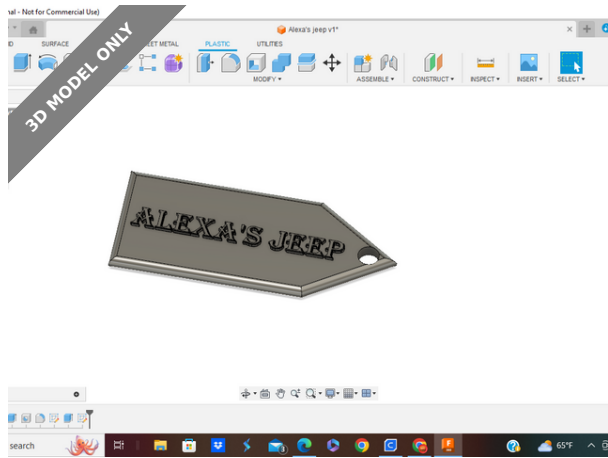 nal - Not for Commercial Use)
Alexa's jeep v1*
SURFACE
EET METAL
PLASTIC
UTILITIES
MODIFY
ASSEMBLE
CONSTRUCT
INSPECT
INSERT
SELECT
3D MODEL ONLY
ALEXA'S JEEP
search
65°F